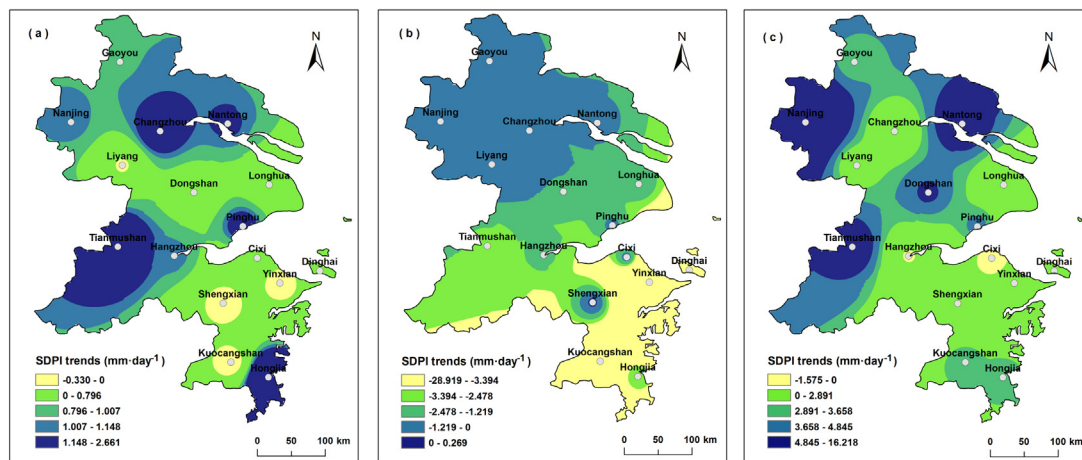 ( a )
N
Gaoyou
Nanjing
Changzhou
Nantong
Liyang
Dongshan
Longhua
Pinghu
Tianmushan
Hangzhou
Cixi
Dinghai
Yinxian
Shengxian
Kuocangshan
Hongjia
SDPI trends (mm·day-1)
-0.330 - 0
0 - 0.796
0.796 - 1.007
1.007 - 1.148
1.148 - 2.661
0 50 100 km
( b )
N
Gaoyou
Nanjing
Changzhou
Nantong
Liyang
Dongshan
Longhua
Pinghu
Tianmushan
Hangzhou
Cixi
Dinghai
Yinxian
Shengxian
Kuocangshan
Hongjia
SDPI trends (mm·day-1)
-28.919 - -3.394
-3.394 - -2.478
-2.478 - -1.219
-1.219 - 0
0 - 0.269
0 50 100 km
( c )
N
Gaoyou
Nanjing
Nantong
Changzhou
Liyang
Dongshan
Longhua
Pinghu
Tianmushan
Hangzhou
Cixi
Dinghai
Yinxian
Shengxian
Kuocangshan
Hongjia
SDPI trends (mm·day-1)
-1.575 - 0
0 - 2.891
2.891 - 3.658
3.658 - 4.845
4.845 - 16.218
0 50 100 km